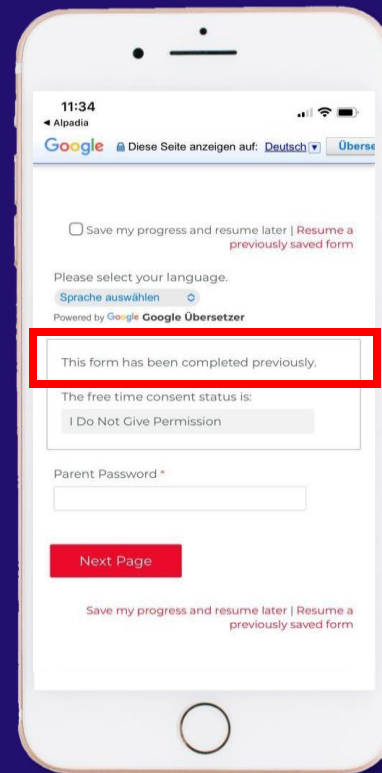 11:34
◄ Alpadia
Google Diese Seite anzeigen auf: Deutsch ▼ Überse
Save my progress and resume later | Resume a
previously saved form
Please select your language.
Sprache auswählen
Powered by Google Google Übersetzer
This form has been completed previously.
The free time consent status is:
I Do Not Give Permission
Parent Password *
Next Page
Save my progress and resume later | Resume a
previously saved form